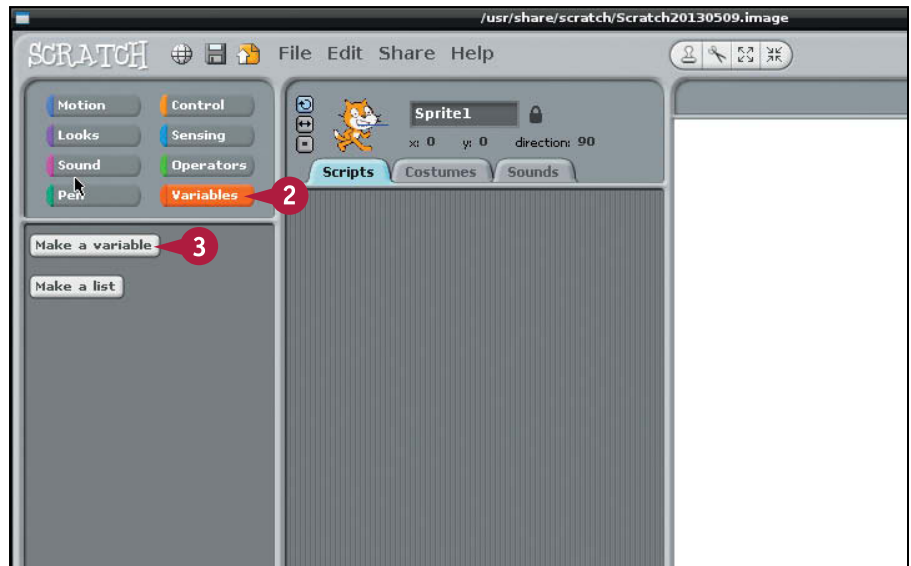 /usr/share/scratch/Scratch20130509.image
SCRATCH File Edit Share Help
Motion Control
Looks Sensing
Sound Operators
Pen Variables
2
Sprite1
x: 0 y: 0 direction: 90
Scripts Costumes Sounds
Make a variable 3
Make a list